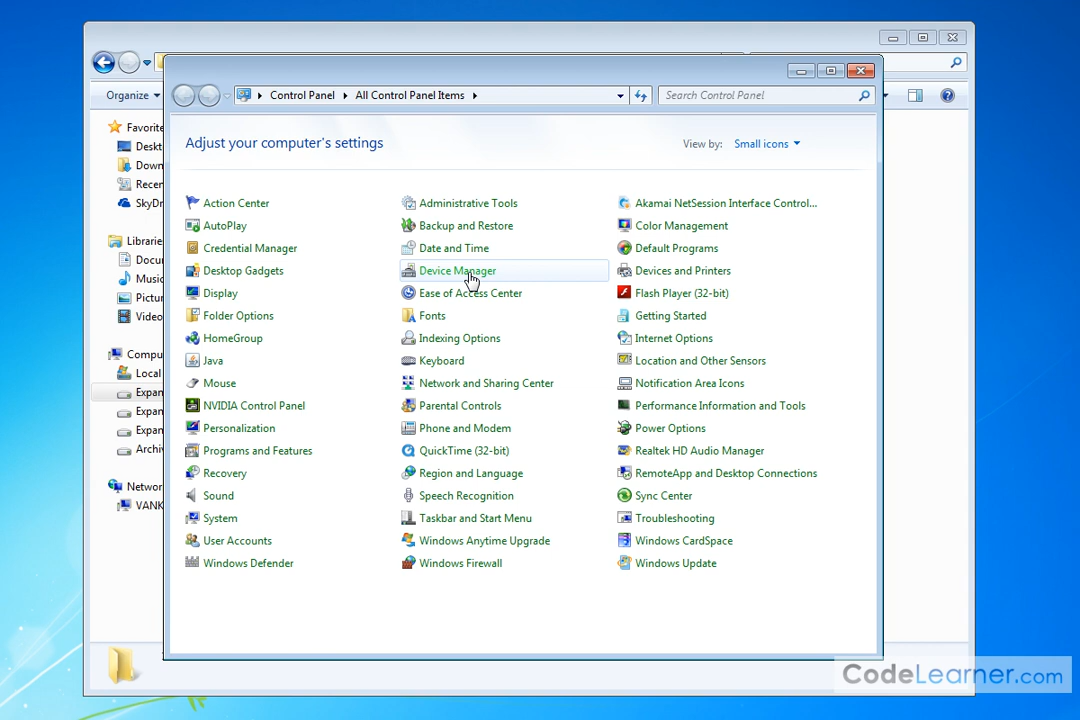 Control Panel All Control Panel Items Search Control Panel
Organize
Adjust your computer's settings View by: Small icons
Favorite
Deskt
Down
Recen
SkyD
Libraries
Docu
Music
Pictur
Video
Compu
Local
Expan
Expan
Expan
Archiv
Networ
VANK
Action Center Administrative Tools Akamai NetSession Interface Control...
AutoPlay Backup and Restore Color Management
Credential Manager Date and Time Default Programs
Desktop Gadgets Device Manager Devices and Printers
Display Ease of Access Center Flash Player (32-bit)
Folder Options Fonts Getting Started
HomeGroup Indexing Options Internet Options
Java Keyboard Location and Other Sensors
Mouse Network and Sharing Center Notification Area Icons
NVIDIA Control Panel Parental Controls Performance Information and Tools
Personalization Phone and Modem Power Options
Programs and Features QuickTime (32-bit) Realtek HD Audio Manager
Recovery Region and Language RemoteApp and Desktop Connections
Sound Speech Recognition Sync Center
System Taskbar and Start Menu Troubleshooting
User Accounts Windows Anytime Upgrade Windows CardSpace
Windows Defender Windows Firewall Windows Update
CodeLearner.com